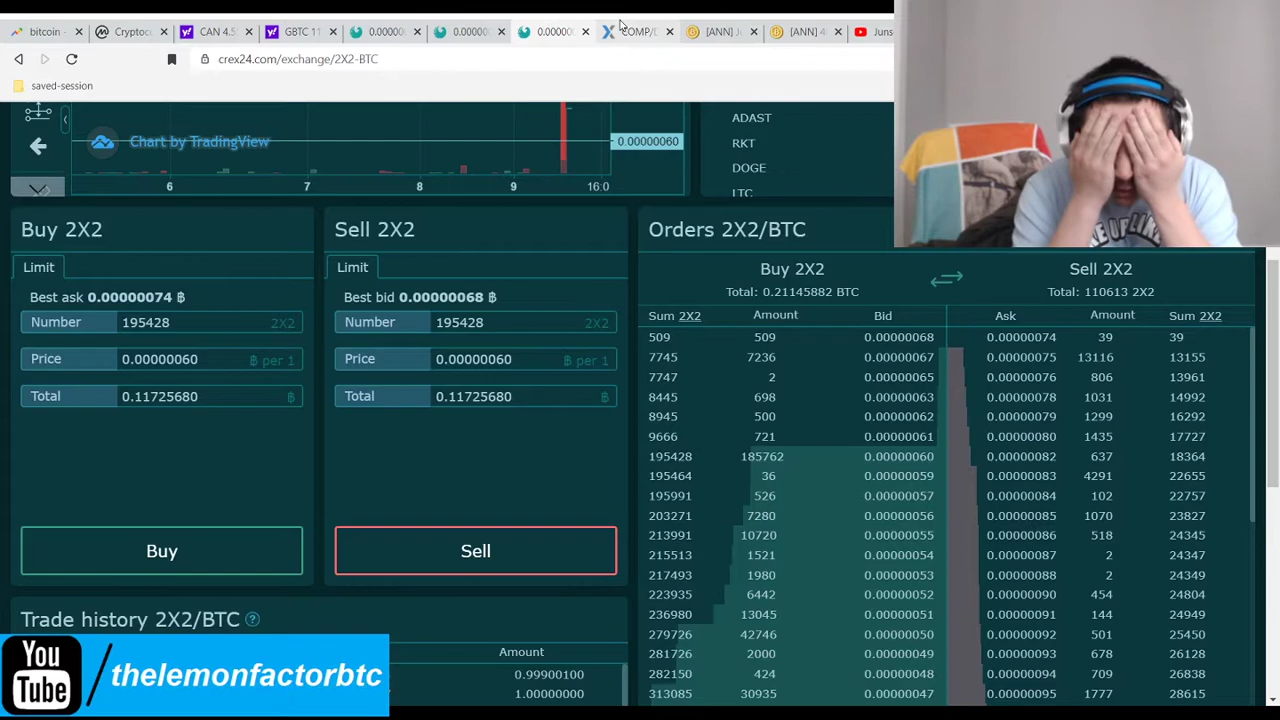 bitcoin - × Cryptoc × CAN 4.5 × GBTC 11 × 0.00000 × 0.00000 × 0.00000 × COMP/ × [ANN] J × [ANN] 4 × Juns
crex24.com/exchange/2X2-BTC
saved-session
Chart by TradingView
0.00000060
6 7 8 9 16:0
ADAST
RKT
DOGE
LTC
Buy 2X2
Limit
Best ask 0.00000074 ฿
Number 195428 2X2
Price 0.00000060 ฿ per 1
Total 0.11725680 ฿
Buy
Sell 2X2
Limit
Best bid 0.00000068 ฿
Number 195428 2X2
Price 0.00000060 ฿ per 1
Total 0.11725680 ฿
Sell
Orders 2X2/BTC
Buy 2X2 Sell 2X2
Total: 0.21145882 BTC Total: 110613 2X2
Sum 2X2 Amount Bid Ask Amount Sum 2X2
509 509 0.00000068 0.00000074 39 39
7745 7236 0.00000067 0.00000075 13116 13155
7747 2 0.00000065 0.00000076 806 13961
8445 698 0.00000063 0.00000078 1031 14992
8945 500 0.00000062 0.00000079 1299 16292
9666 721 0.00000061 0.00000080 1435 17727
195428 185762 0.00000060 0.00000082 637 18364
195464 36 0.00000059 0.00000083 4291 22655
195991 526 0.00000057 0.00000084 102 22757
203271 7280 0.00000056 0.00000085 1070 23827
213991 10720 0.00000055 0.00000086 518 24345
215513 1521 0.00000054 0.00000087 2 24347
217493 1980 0.00000053 0.00000088 2 24349
223935 6442 0.00000052 0.00000090 454 24804
236980 13045 0.00000051 0.00000091 144 24949
279726 42746 0.00000050 0.00000092 501 25450
281726 2000 0.00000049 0.00000093 678 26128
282150 424 0.00000048 0.00000094 709 26838
313085 30935 0.00000047 0.00000095 1777 28615
Trade history 2X2/BTC ?
Amount
0.99900100
1.00000000
You Tube /thelemonfactorbtc